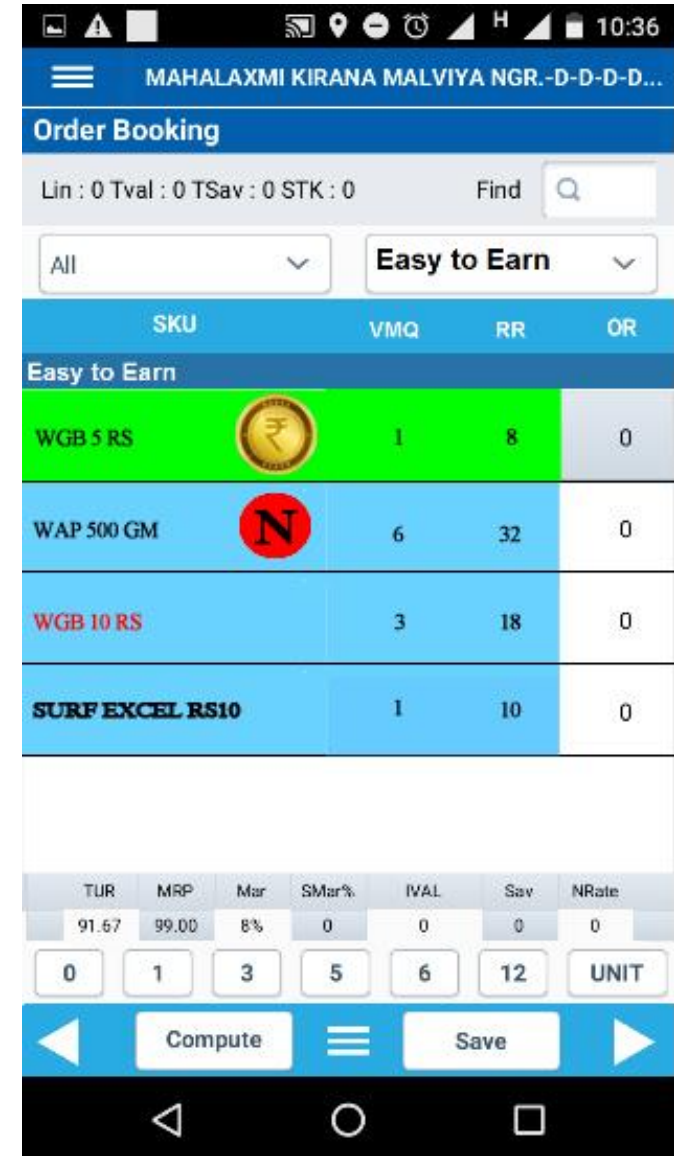 H 10:36
MAHALAXMI KIRANA MALVIYA NGR.-D-D-D-D...
Order Booking
Lin : 0 Tval : 0 TSav : 0 STK : 0 Find
All Easy to Earn
SKU VMQ RR OR
Easy to Earn
WGB 5 RS ₹ 1 8 0
WAP 500 GM N 6 32 0
WGB 10 RS 3 18 0
SURF EXCEL RS10 1 10 0
TUR MRP Mar SMar% IVAL Sav NRate
91.67 99.00 8% 0 0 0 0
0 1 3 5 6 12 UNIT
Compute Save